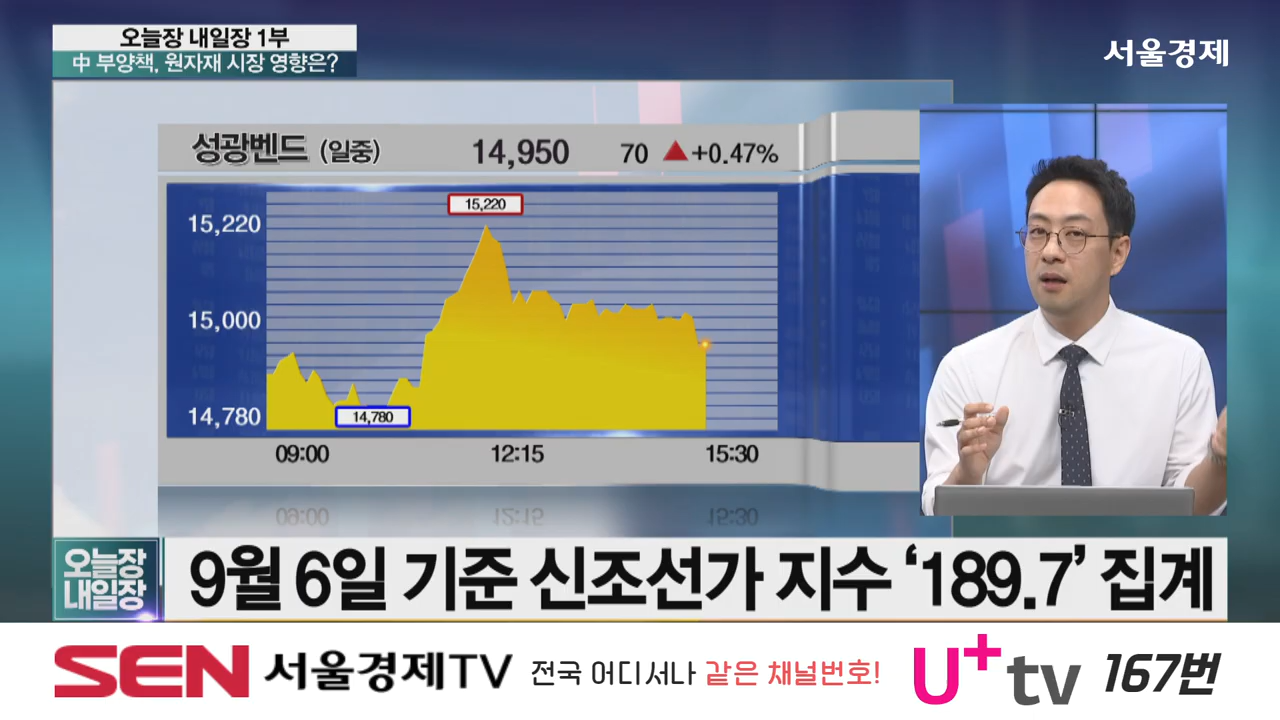 오늘장 내일장 1부
中 부양책, 원자재 시장 영향은?
서울경제
성광벤드 (일중) 14,950 70 ▲+0.47%
15,220
15,220
15,000
14,780
14,780
09:00 12:15 15:30
오늘장
내일장
9월 6일 기준 신조선가 지수 ‘189.7’ 집계
SEN 서울경제TV 전국 어디서나 같은 채널번호! U+tv 167번